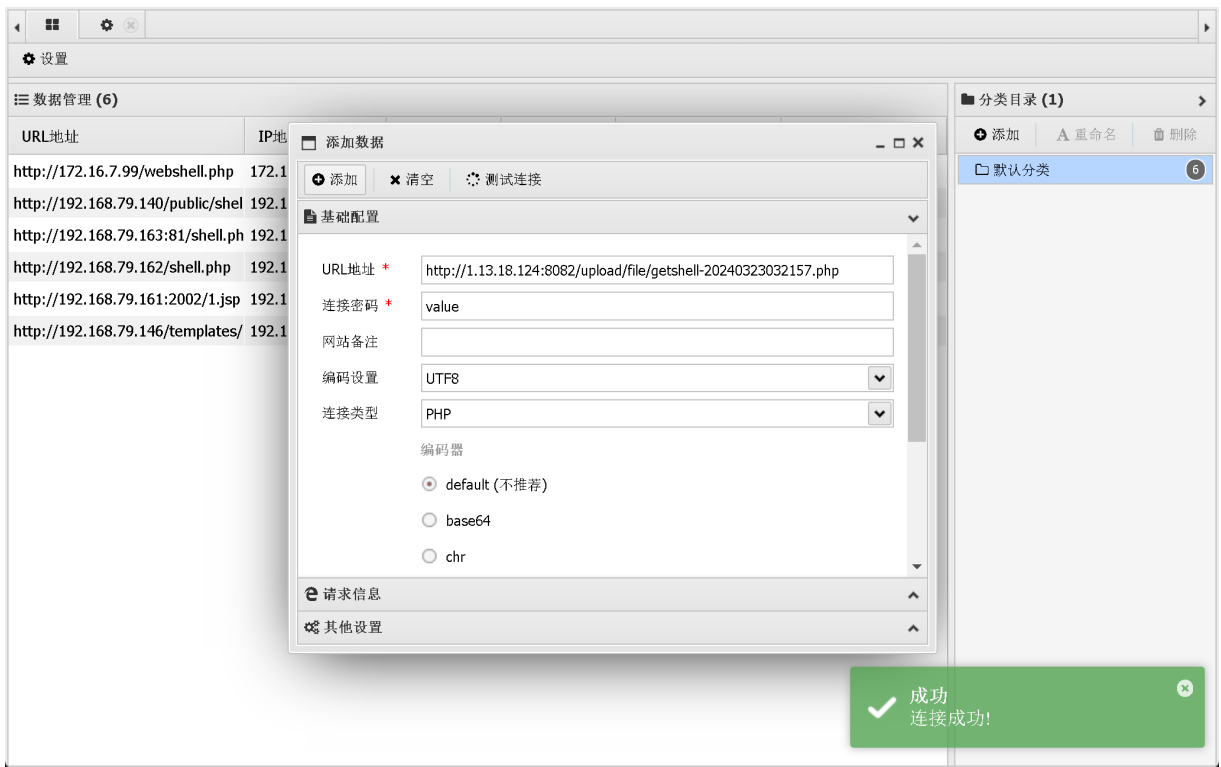 设置
数据管理 (6)
分类目录 (1)
URL地址 IP地
添加 重命名 删除
默认分类 6
http://172.16.7.99/webshell.php 172.1
http://192.168.79.140/public/shel 192.1
http://192.168.79.163:81/shell.ph 192.1
http://192.168.79.162/shell.php 192.1
http://192.168.79.161:2002/1.jsp 192.1
http://192.168.79.146/templates/ 192.1
添加数据
添加 清空 测试连接
基础配置
URL地址 * http://1.13.18.124:8082/upload/file/getshell-20240323032157.php
连接密码 * value
网站备注
编码设置 UTF8
连接类型 PHP
编码器
default (不推荐)
base64
chr
请求信息
其他设置
成功
连接成功!